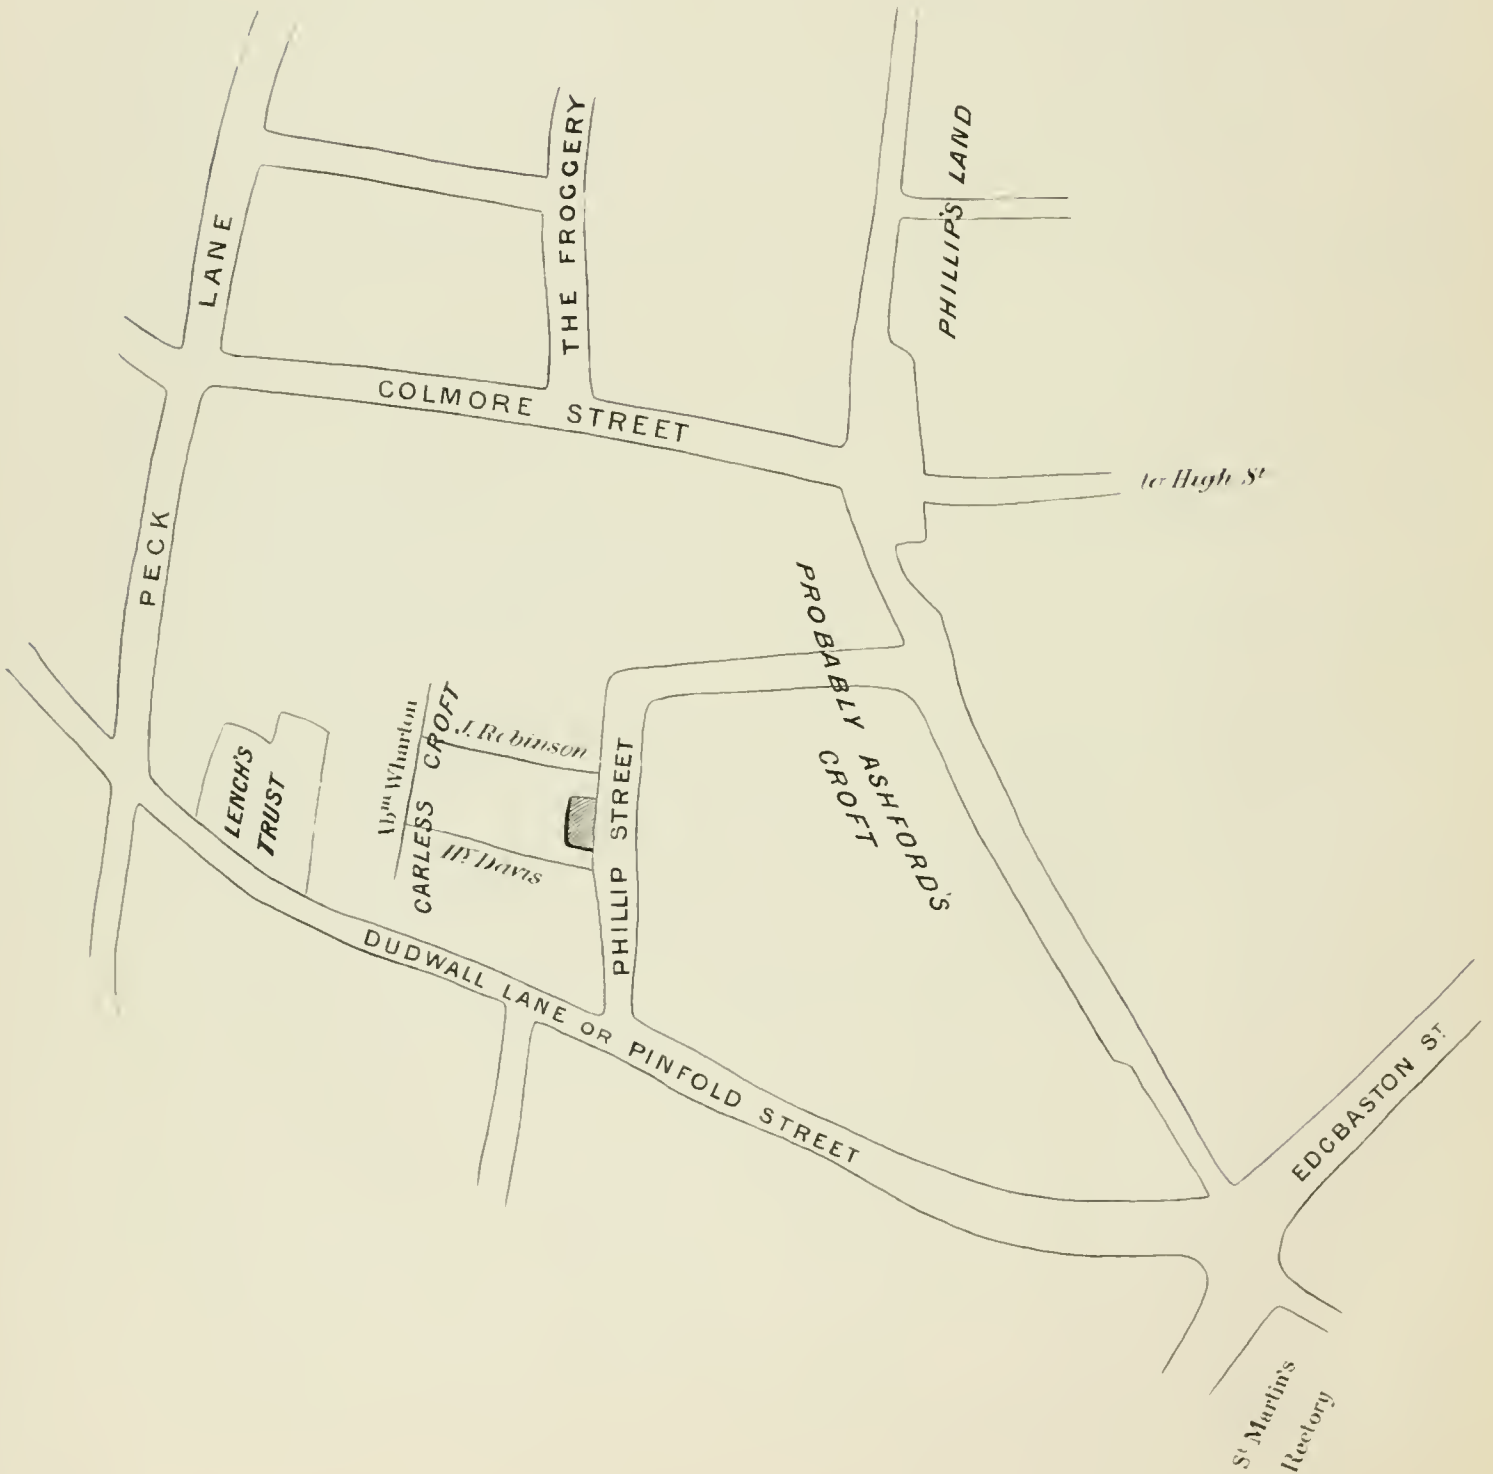 PECK LANE
THE FROGGERY
PHILLIP'S LAND
COLMORE STREET
to High St
PROBABLY ASHFORD'S
CROFT
LENCH'S
TRUST
Abm Wharton
CARLESS CROFT
J. Robinson
Hy Davis
PHILLIP STREET
DUDWALL LANE OR PINFOLD STREET
EDGBASTON ST.
St Martin's
Rectory